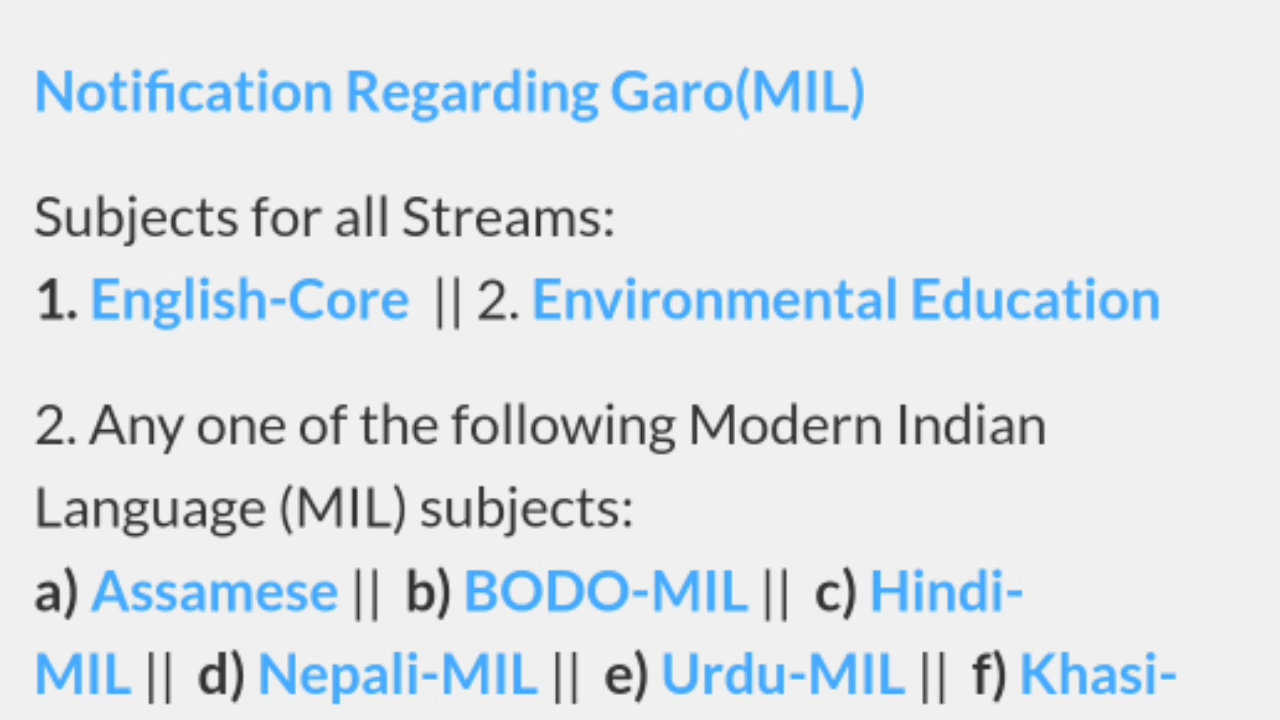 Notification Regarding Garo(MIL)
Subjects for all Streams:
1. English-Core || 2. Environmental Education
2. Any one of the following Modern Indian
Language (MIL) subjects:
a) Assamese || b) BODO-MIL || c) Hindi-
MIL || d) Nepali-MIL || e) Urdu-MIL || f) Khasi-